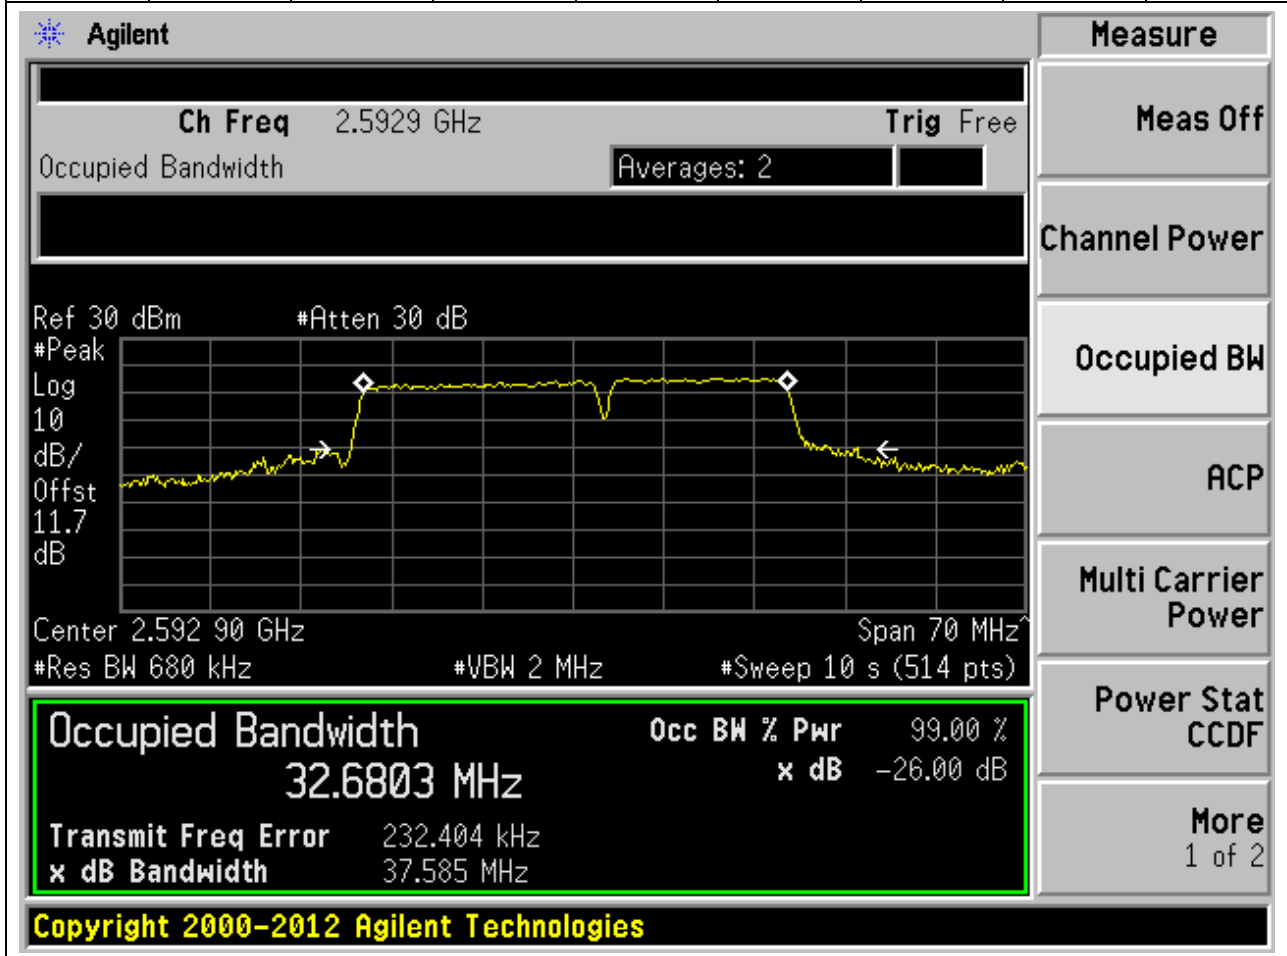 Agilent
Measure
Ch Freq 2.5929 GHz Trig Free
Occupied Bandwidth Averages: 2
Meas Off
Channel Power
Occupied BW
ACP
Multi Carrier
Power
Power Stat
CCDF
More
1 of 2
Ref 30 dBm #Atten 30 dB
#Peak
Log
10
dB/
Offst
11.7
dB
Center 2.592 90 GHz Span 70 MHz^
#Res BW 680 kHz #VBW 2 MHz #Sweep 10 s (514 pts)
Occupied Bandwidth Occ BW % Pwr 99.00 %
32.6803 MHz x dB -26.00 dB
Transmit Freq Error 232.404 kHz
x dB Bandwidth 37.585 MHz
Copyright 2000-2012 Agilent Technologies